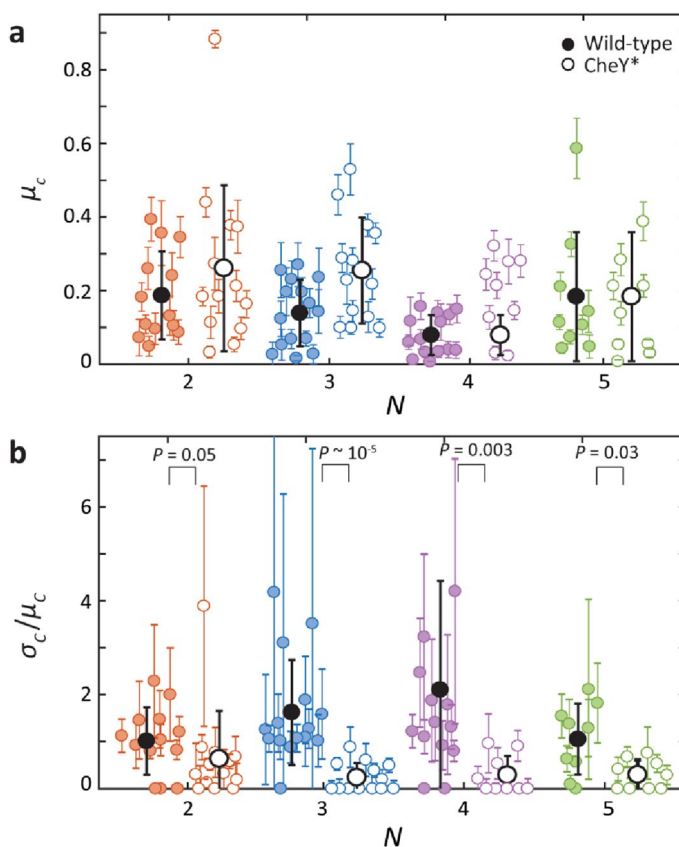 a
Wild-type
CheY*
0.8
0.6
0.4
0.2
0
μc
2 3 4 5
N
b
P = 0.05 P ~ 10-5 P = 0.003 P = 0.03
6
4
2
0
σc/μc
2 3 4 5
N